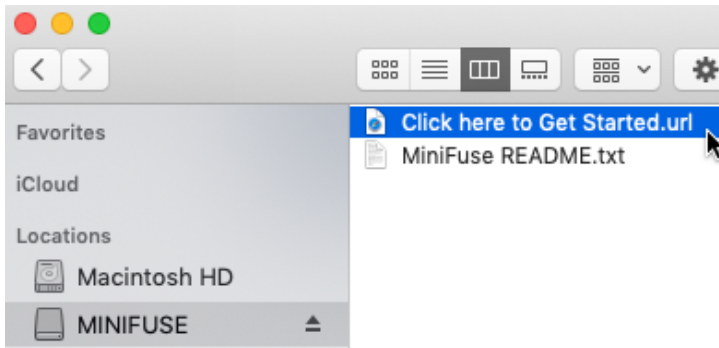 Favorites
iCloud
Locations
Macintosh HD
MINIFUSE
Click here to Get Started.url
MiniFuse README.txt